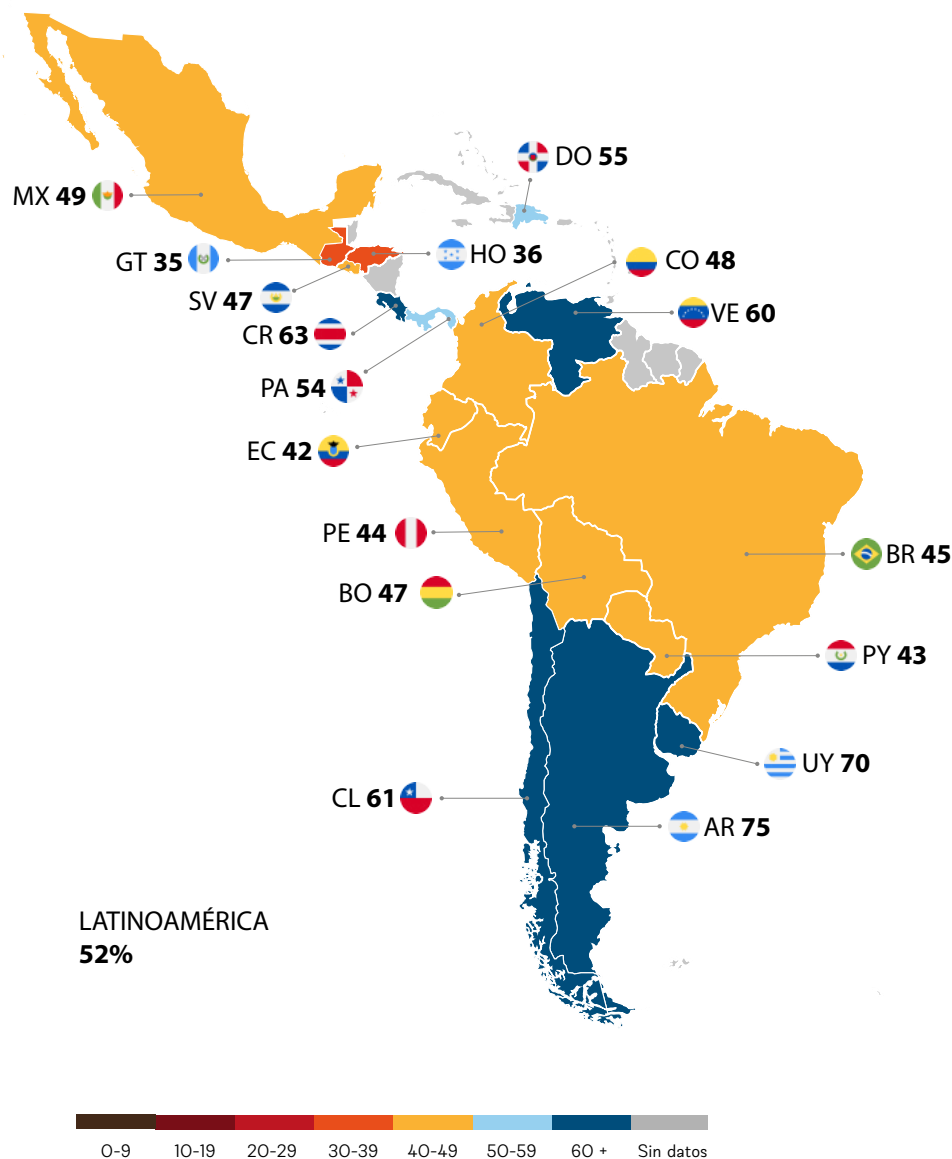 DO 55
MX 49
CO 48
HO 36
GT 35
SV 47
VE 60
CR 63
PA 54
EC 42
PE 44
BR 45
BO 47
PY 43
UY 70
CL 61
AR 75
LATINOAMÉRICA
52%
0-9 10-19 20-29 30-39 40-49 50-59 60 + Sin datos